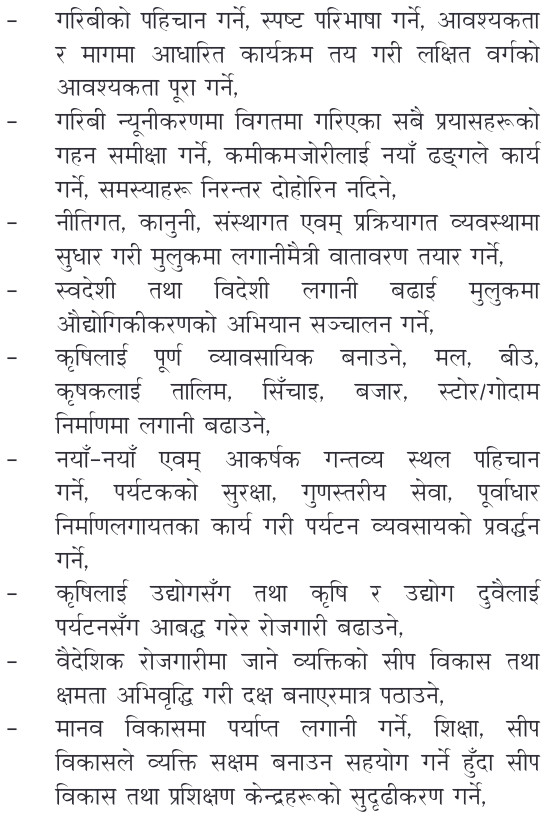 – गरिबीको पहिचान गर्ने, स्पष्ट परिभाषा गर्ने, आवश्यकता
र मागमा आधारित कार्यक्रम तय गरी लक्षित वर्गको
आवश्यकता पूरा गर्ने,
– गरिबी न्यूनीकरणमा विगतमा गरिएका सबै प्रयासहरूको
गहन समीक्षा गर्ने, कमीकमजोरीलाई नयाँ ढङ्गले कार्य
गर्ने, समस्याहरू निरन्तर दोहोरिन नदिने,
– नीतिगत, कानुनी, संस्थागत एवम् प्रक्रियागत व्यवस्थामा
सुधार गरी मुलुकमा लगानीमैत्री वातावरण तयार गर्ने,
– स्वदेशी तथा विदेशी लगानी बढाई मुलुकमा
औद्योगिकीकरणको अभियान सञ्चालन गर्ने,
– कृषिलाई पूर्ण व्यावसायिक बनाउने, मल, बीउ,
कृषकलाई तालिम, सिँचाइ, बजार, स्टोर/गोदाम
निर्माणमा लगानी बढाउने,
– नयाँ-नयाँ एवम् आकर्षक गन्तव्य स्थल पहिचान
गर्ने, पर्यटकको सुरक्षा, गुणस्तरीय सेवा, पूर्वाधार
निर्माणलगायतका कार्य गरी पर्यटन व्यवसायको प्रवर्द्धन
गर्ने,
– कृषिलाई उद्योगसँग तथा कृषि र उद्योग दुवैलाई
पर्यटनसँग आबद्ध गरेर रोजगारी बढाउने,
– वैदेशिक रोजगारीमा जाने व्यक्तिको सीप विकास तथा
क्षमता अभिवृद्धि गरी दक्ष बनाएरमात्र पठाउने,
– मानव विकासमा पर्याप्त लगानी गर्ने, शिक्षा, सीप
विकासले व्यक्ति सक्षम बनाउन सहयोग गर्ने हुँदा सीप
विकास तथा प्रशिक्षण केन्द्रहरूको सुदृढीकरण गर्ने,